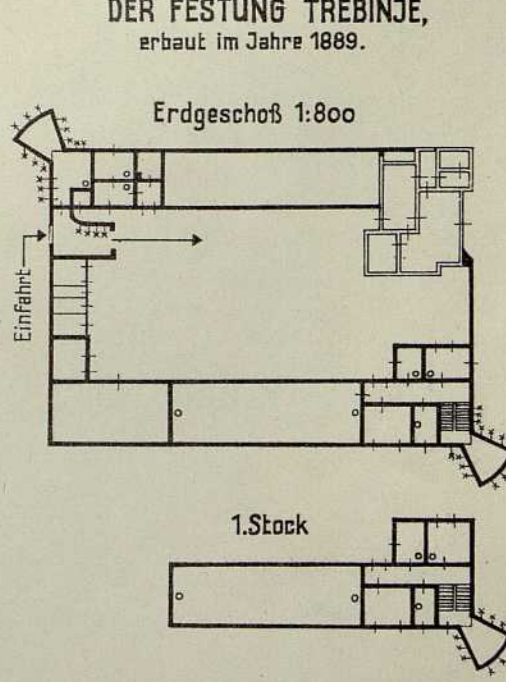 DER FESTUNG TREBINJE,
erbaut im Jahre 1889.
Erdgeschoß 1:800
Einfahrt
1.Stock